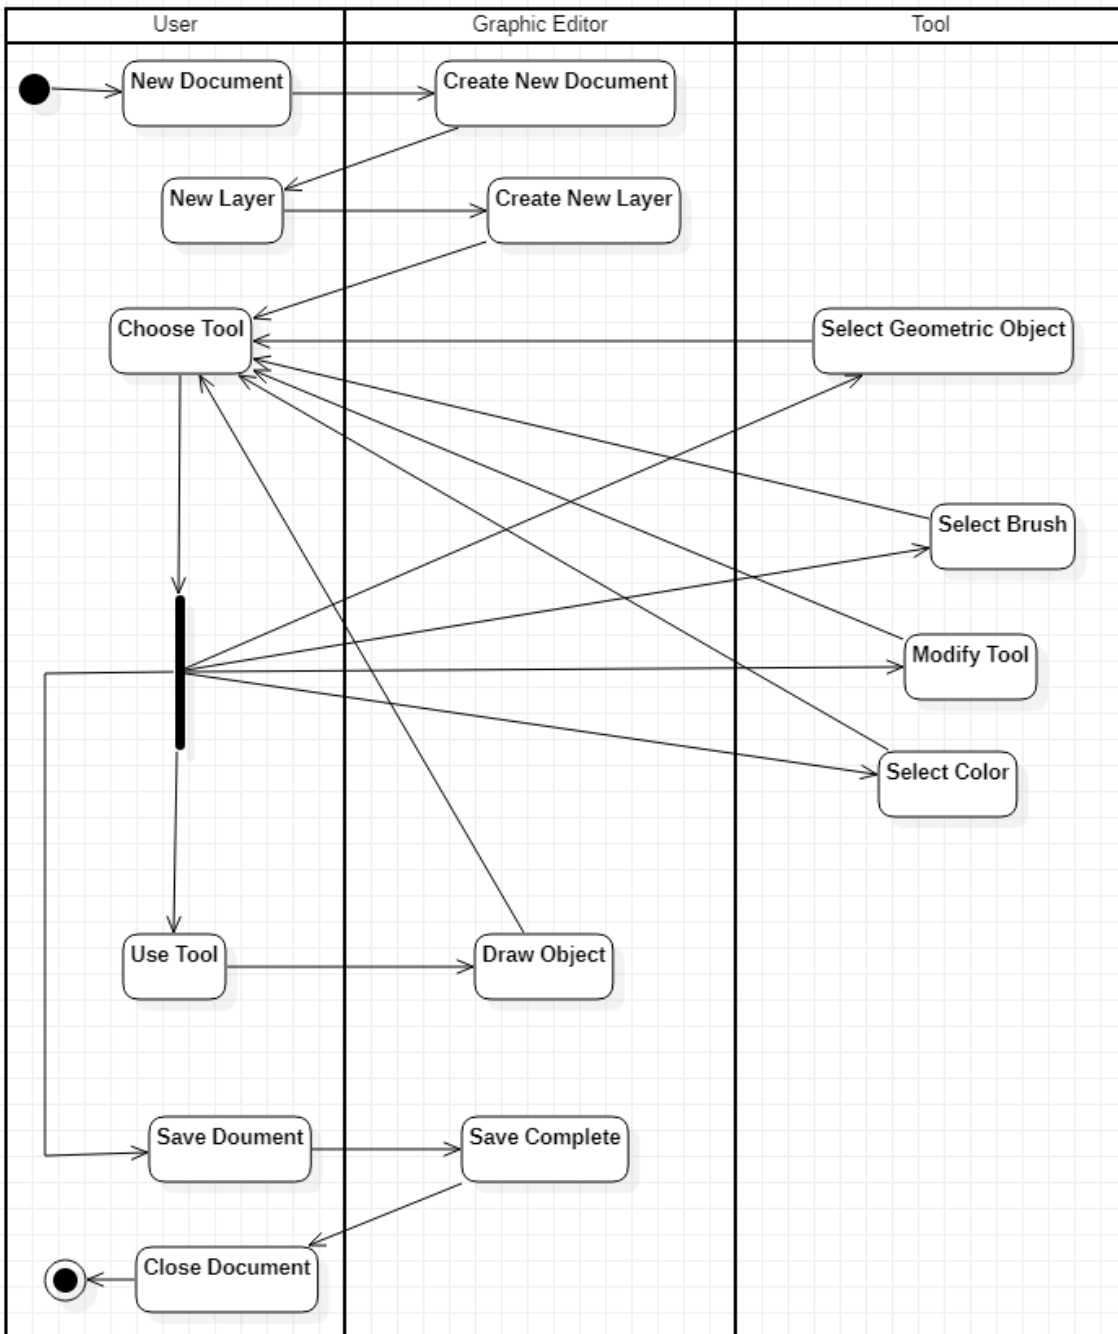 User
Graphic Editor
Tool
New Document
Create New Document
New Layer
Create New Layer
Choose Tool
Select Geometric Object
Select Brush
Modify Tool
Select Color
Use Tool
Draw Object
Save Doument
Save Complete
Close Document